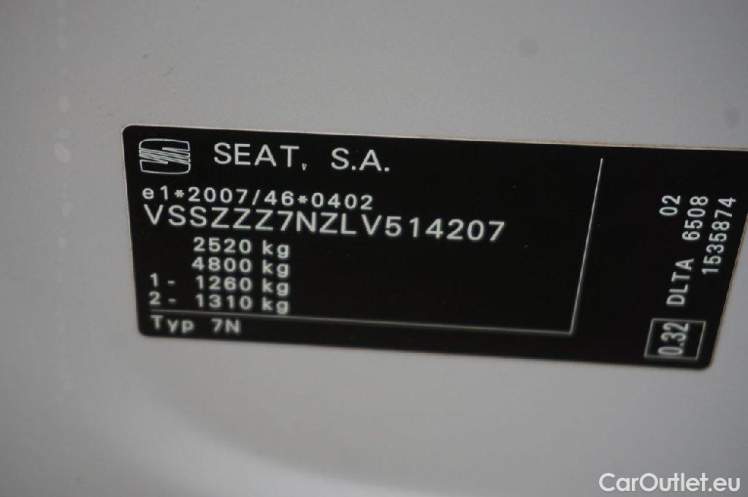 SEAT, S.A.
e1*2007/46*0402
VSSZZZ7NZLV514207
2520 kg
4800 kg
1- 1260 kg
2- 1310 kg
Typ 7N
02
DLTA 6508
1535874
0.32
CarOutlet.eu